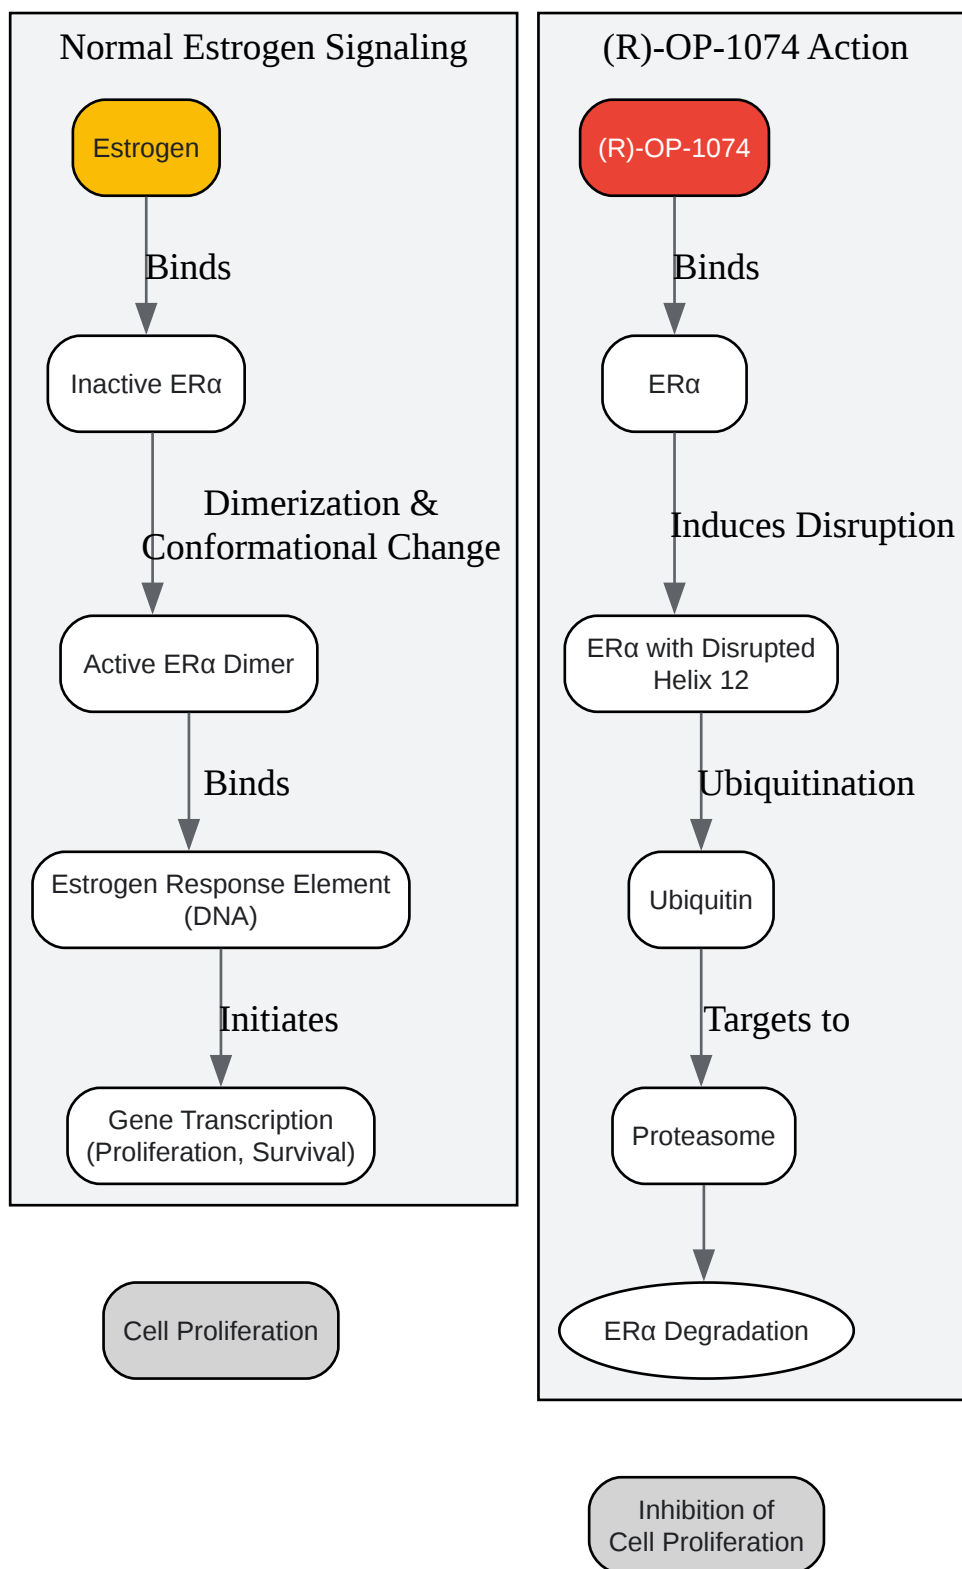 Normal Estrogen Signaling
Estrogen
Binds
Inactive ERα
Dimerization &
Conformational Change
Active ERα Dimer
Binds
Estrogen Response Element
(DNA)
Initiates
Gene Transcription
(Proliferation, Survival)
Cell Proliferation
(R)-OP-1074 Action
(R)-OP-1074
Binds
ERα
Induces Disruption
ERα with Disrupted
Helix 12
Ubiquitination
Ubiquitin
Targets to
Proteasome
ERα Degradation
Inhibition of
Cell Proliferation